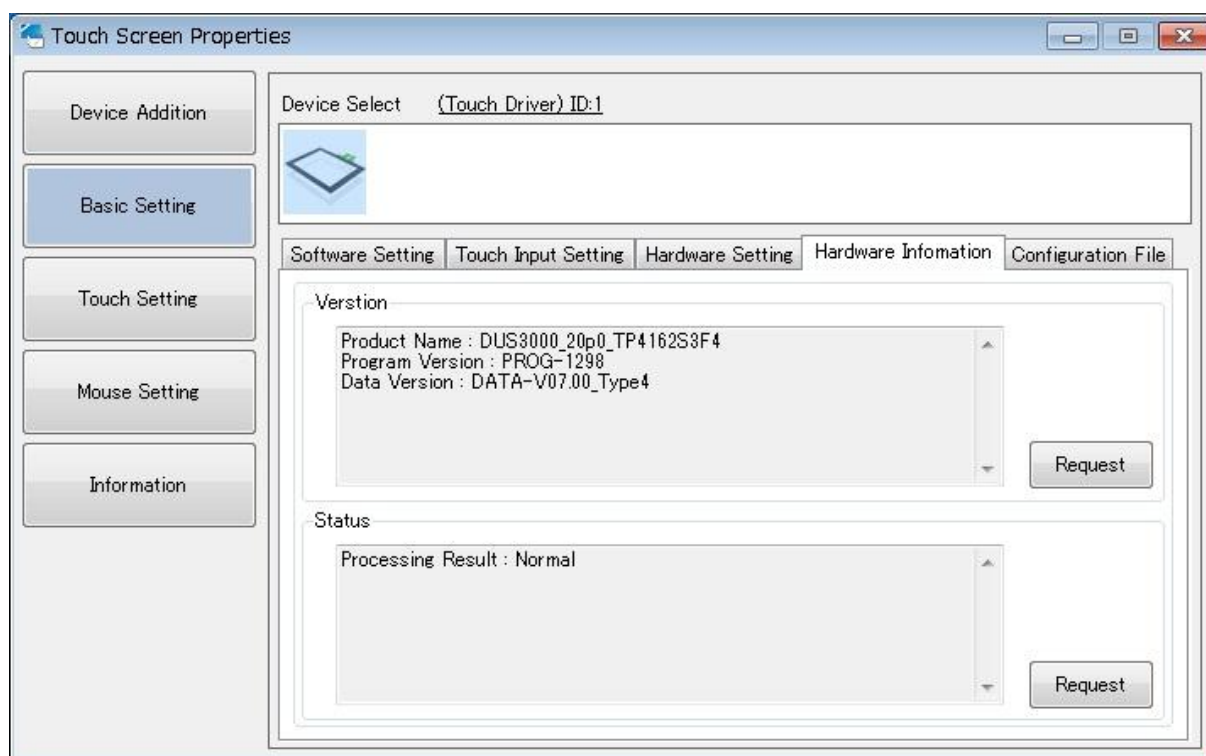 Touch Screen Properties
Device Addition
Basic Setting
Touch Setting
Mouse Setting
Information
Device Select (Touch Driver) ID:1
Software Setting Touch Input Setting Hardware Setting Hardware Infomation Configuration File
Verstion
Product Name : DUS3000_20p0_TP4162S3F4
Program Version : PROG-1298
Data Version : DATA-V07.00_Type4
Request
Status
Processing Result : Normal
Request